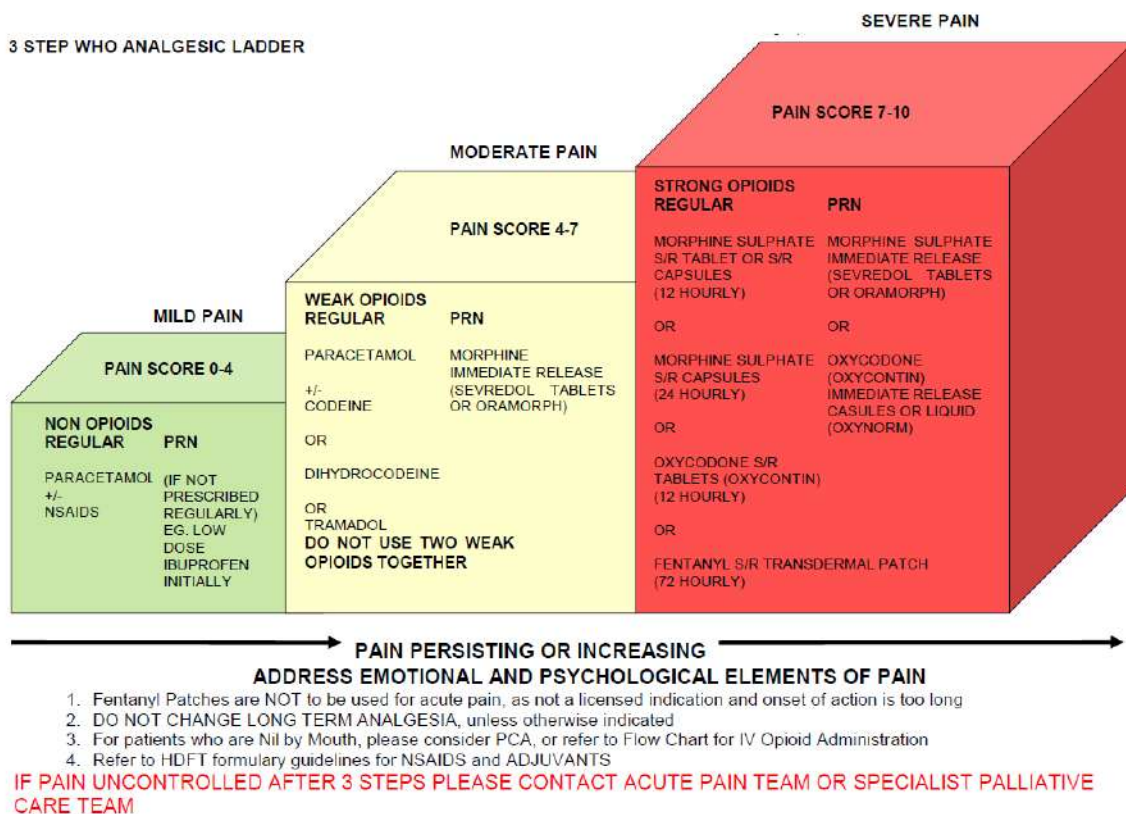 SEVERE PAIN
3 STEP WHO ANALGESIC LADDER
PAIN SCORE 7-10
MODERATE PAIN
PAIN SCORE 4-7
MILD PAIN
PAIN SCORE 0-4
NON OPIOIDS
REGULAR PRN
PARACETAMOL (IF NOT
+/- PRESCRIBED
NSAIDS REGULARLY)
EG. LOW
DOSE
IBUPROFEN
INITIALLY
WEAK OPIOIDS
REGULAR PRN
PARACETAMOL MORPHINE
IMMEDIATE RELEASE
+/- (SEVREDOL TABLETS
CODEINE OR ORAMORPH)
OR
DIHYDROCODEINE
OR
TRAMADOL
DO NOT USE TWO WEAK
OPIOIDS TOGETHER
STRONG OPIOIDS
REGULAR PRN
MORPHINE SULPHATE MORPHINE SULPHATE
S/R TABLET OR S/R IMMEDIATE RELEASE
CAPSULES (SEVREDOL TABLETS
(12 HOURLY) OR ORAMORPH)
OR OR
MORPHINE SULPHATE OXYCODONE
S/R CAPSULES (OXYCONTIN)
(24 HOURLY) IMMEDIATE RELEASE
CASULES OR LIQUID
OR (OXYNORM)
OXYCODONE S/R
TABLETS (OXYCONTIN)
(12 HOURLY)
OR
FENTANYL S/R TRANSDERMAL PATCH
(72 HOURLY)
PAIN PERSISTING OR INCREASING
ADDRESS EMOTIONAL AND PSYCHOLOGICAL ELEMENTS OF PAIN
1. Fentanyl Patches are NOT to be used for acute pain, as not a licensed indication and onset of action is too long
2. DO NOT CHANGE LONG TERM ANALGESIA, unless otherwise indicated
3. For patients who are Nil by Mouth, please consider PCA, or refer to Flow Chart for IV Opioid Administration
4. Refer to HDFT formulary guidelines for NSAIDS and ADJUVANTS
IF PAIN UNCONTROLLED AFTER 3 STEPS PLEASE CONTACT ACUTE PAIN TEAM OR SPECIALIST PALLIATIVE
CARE TEAM